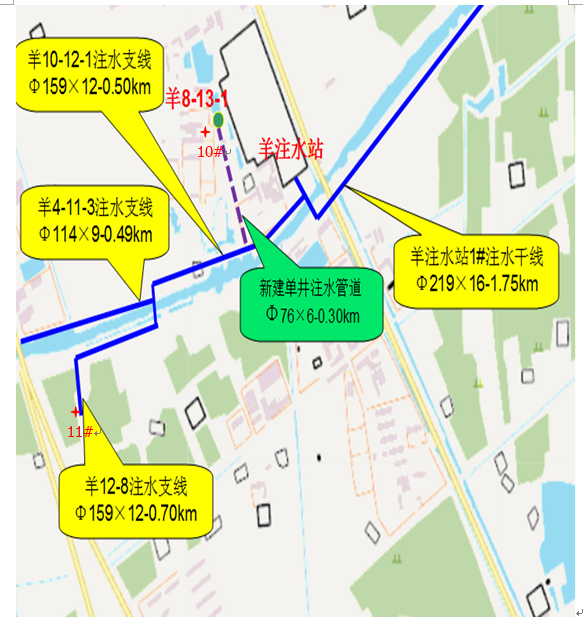 羊10-12-1注水支线
Φ159×12-0.50km
羊8-13-1
10#
羊注水站
羊4-11-3注水支线
Φ114×9-0.49km
羊注水站1#注水干线
Φ219×16-1.75km
新建单井注水管道
Φ76×6-0.30km
11#
羊12-8注水支线
Φ159×12-0.70km